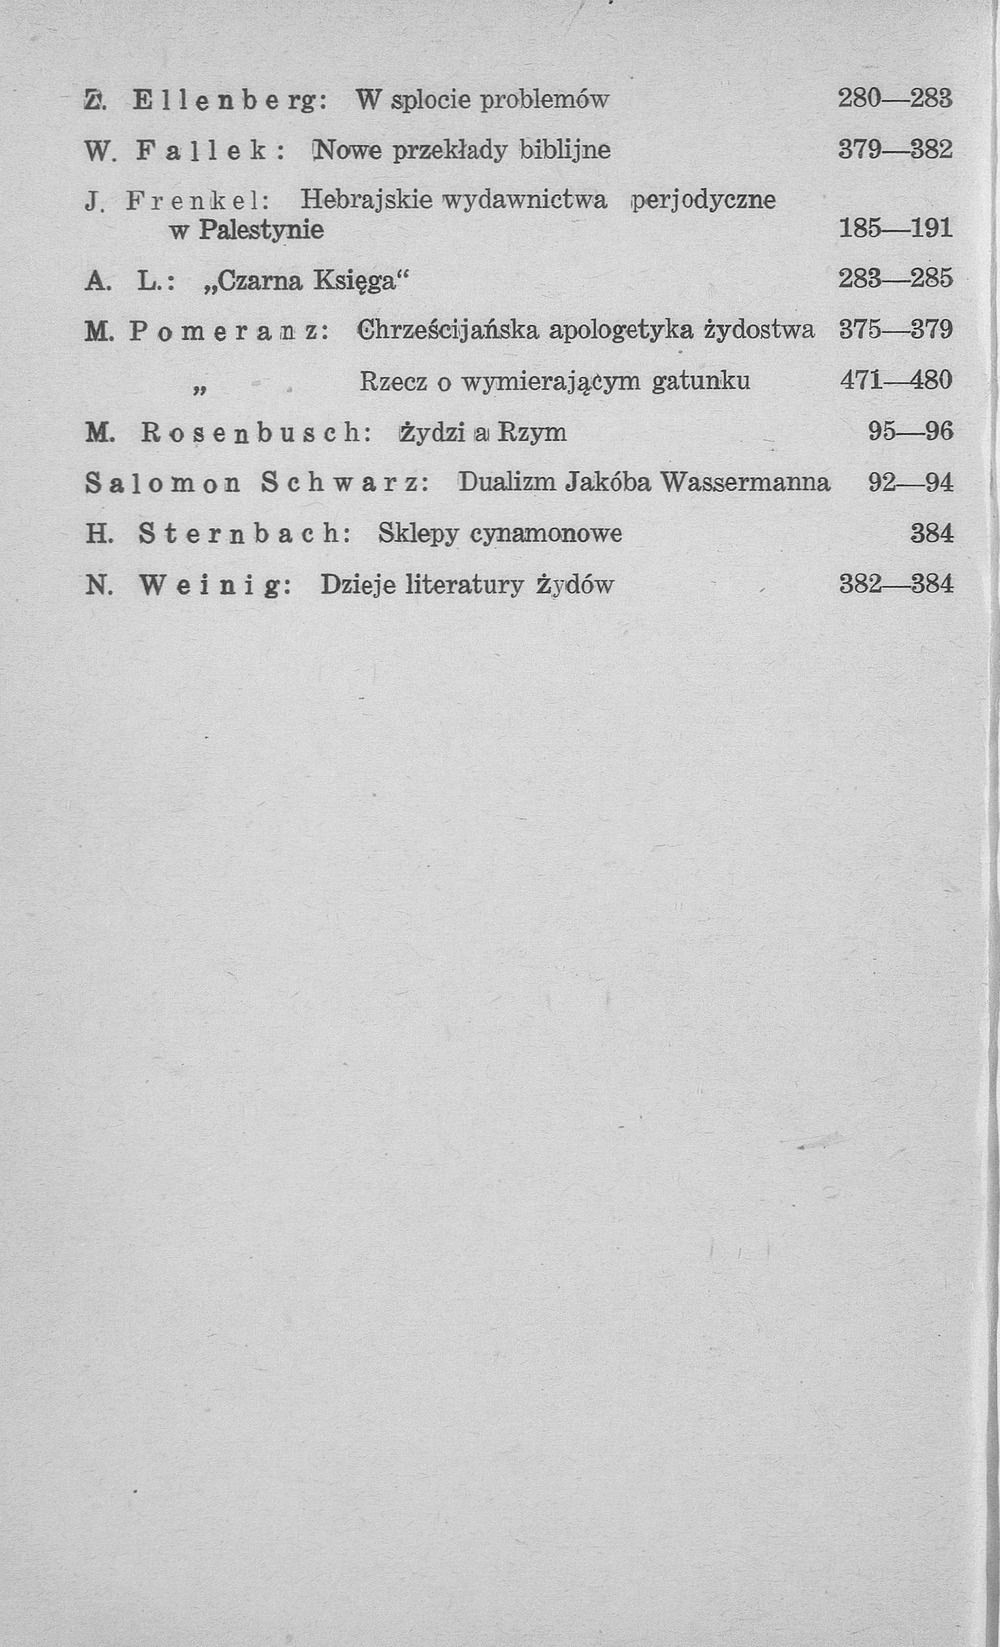 Z. Ellenberg: W splocie problemów 280—283
W. Fallek: Nowe przekłady biblijne 379—382
J. Frenkel: Hebrajskie wydawnictwa perjodyczne
w Palestynie 185—191
A. L.: „Czarna Księga“ 283—285
M. Pomeranz: Chrześcijańska apologetyka żydostwa 375—379
„ Rzecz o wymierającym gatunku 471—480
M. Rosenbusch: Żydzi a Rzym 95—96
Salomon Schwarz: Dualizm Jakóba Wassermanna 92—94
H. Sternbach: Sklepy cynamonowe 384
N. Weinig: Dzieje literatury Żydów 382—384